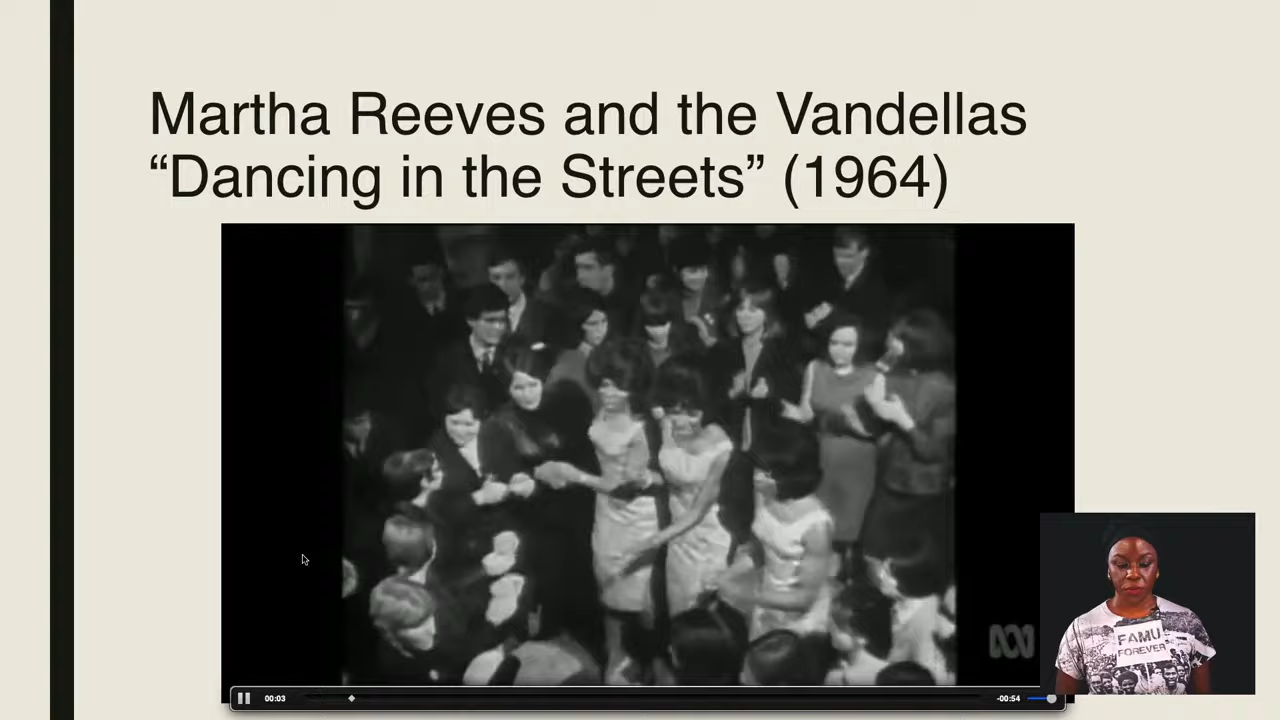 Martha Reeves and the Vandellas
“Dancing in the Streets” (1964)
00:03
-00:54
FAMU
FOREVER